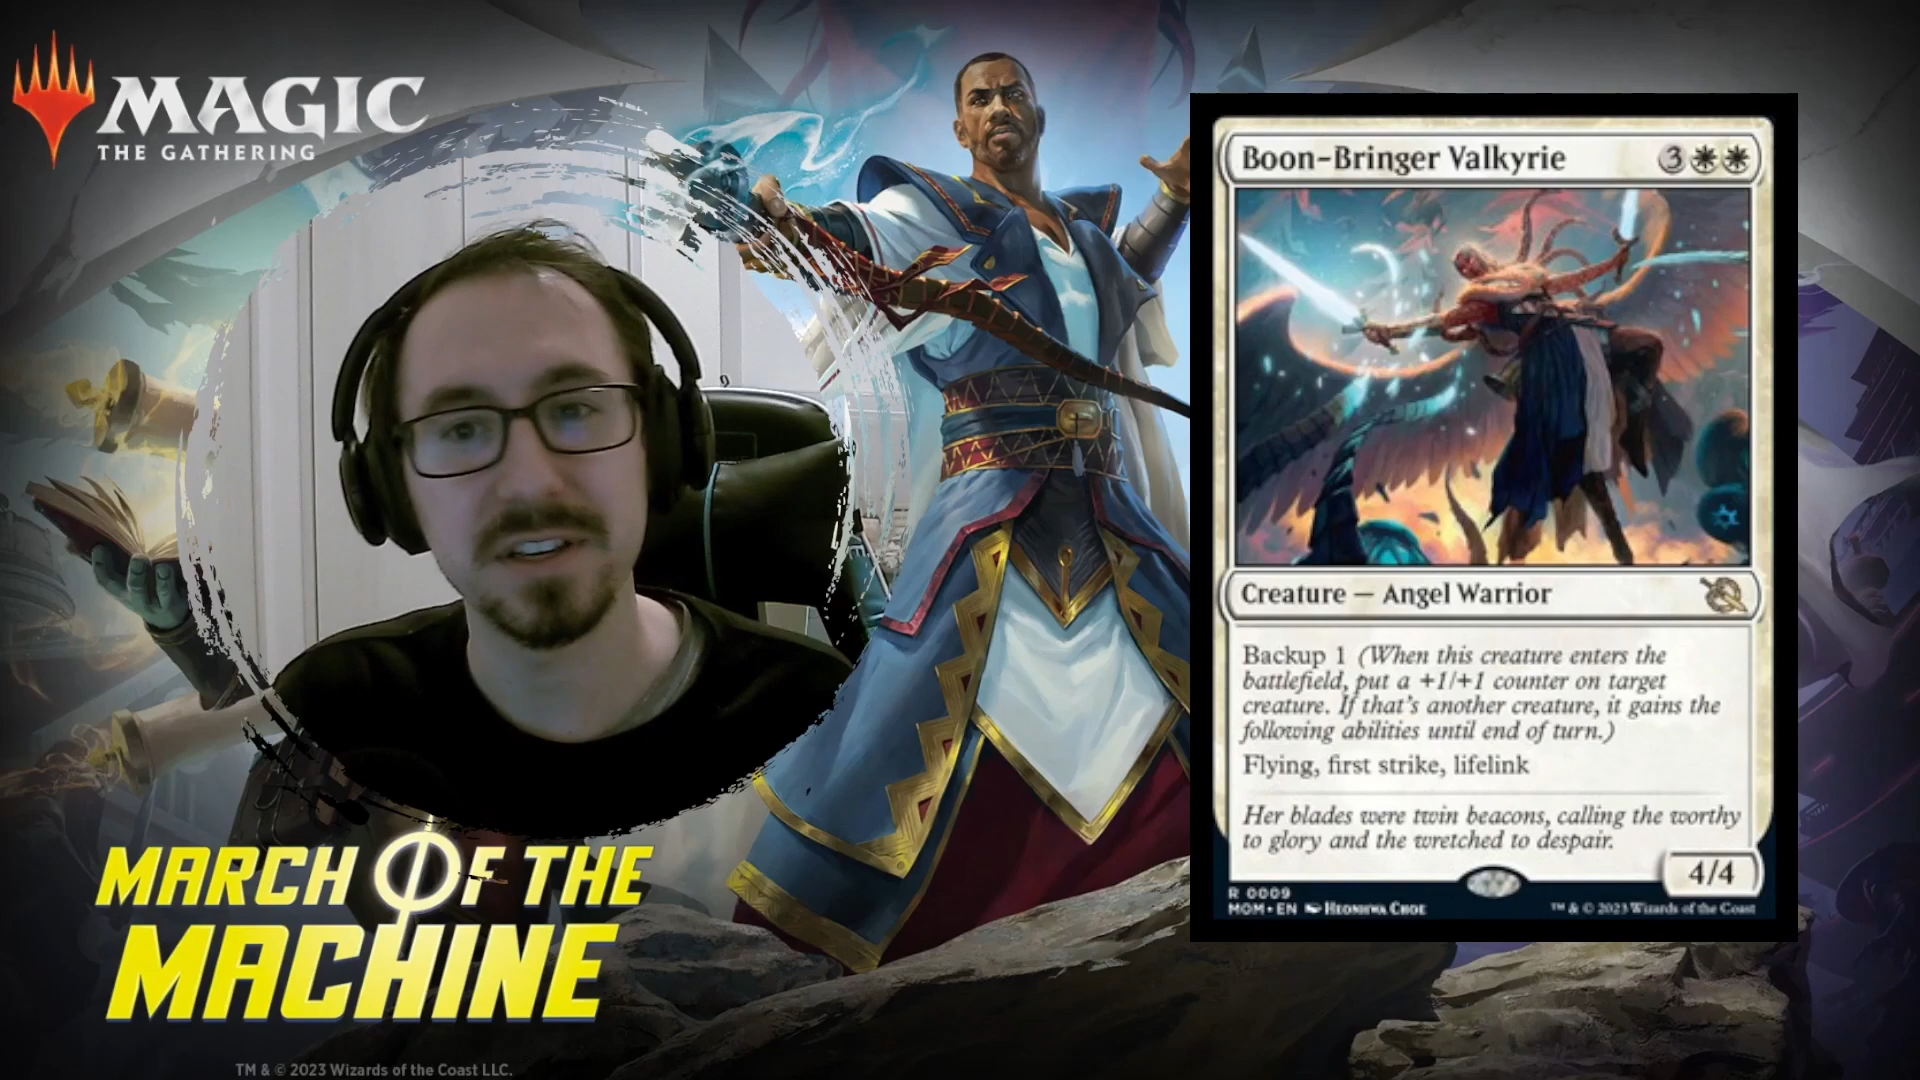 MAGIC
THE GATHERING
MARCH OF THE
MACHINE
TM & © 2023 Wizards of the Coast LLC.
Boon-Bringer Valkyrie 3
Creature — Angel Warrior
Backup 1 (When this creature enters the
battlefield, put a +1/+1 counter on target
creature. If that's another creature, it gains the
following abilities until end of turn.)
Flying, first strike, lifelink
Her blades were twin beacons, calling the worthy
to glory and the wretched to despair.
4/4
R 0009
MOM • EN Heonhwa Choe
™ & © 2023 Wizards of the Coast